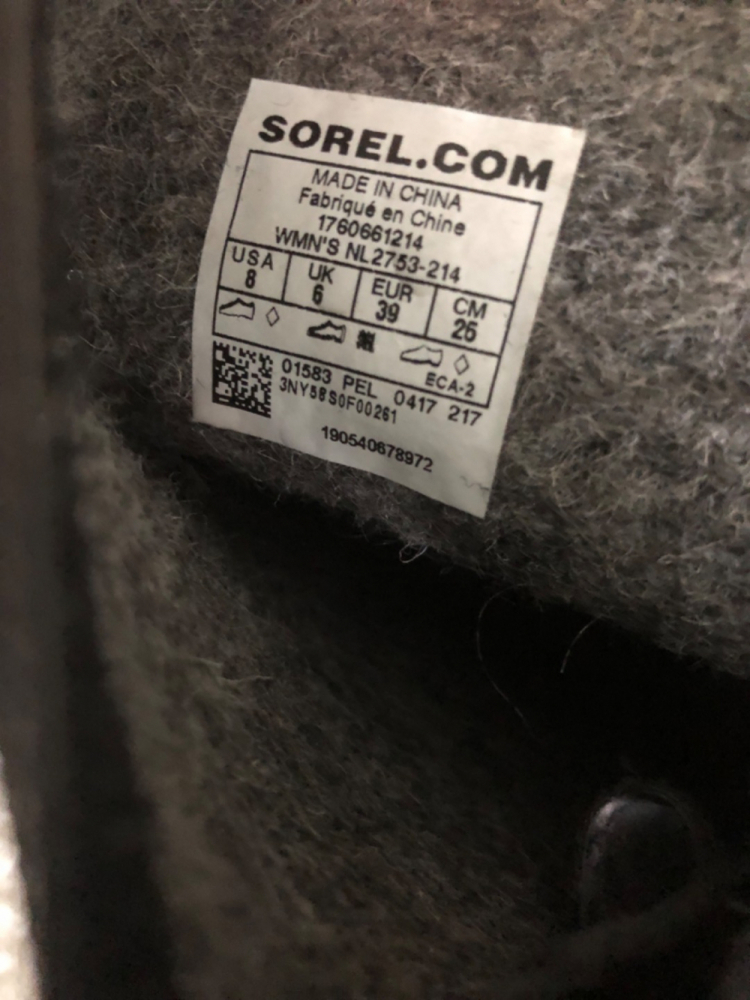 SOREL.COM
MADE IN CHINA
Fabriqué en Chine
1760661214
WMN'S NL2753-214
USA UK EUR CM
8 6 39 25
ECA-2
01583 PEL 0417 217
3NY5BS0F00261
190540678972